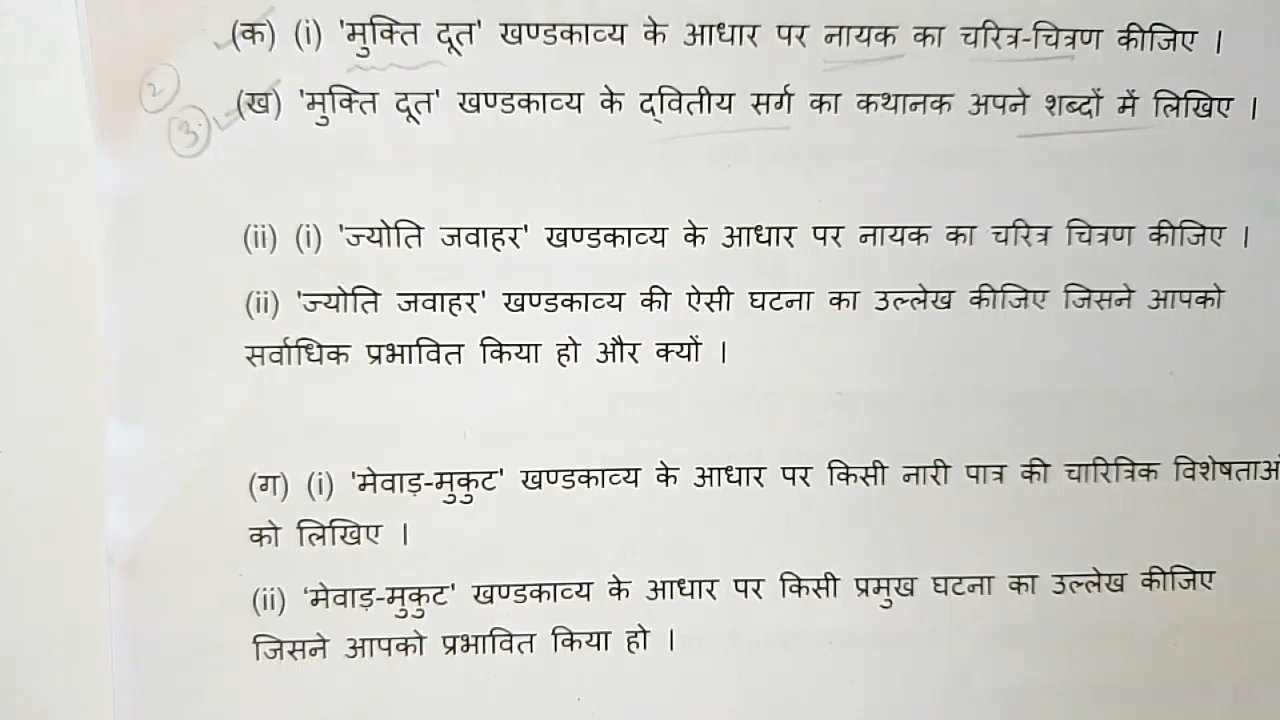 (क) (i) 'मुक्ति दूत' खण्डकाव्य के आधार पर नायक का चरित्र-चित्रण कीजिए ।
2
(ख) 'मुक्ति दूत' खण्डकाव्य के द्वितीय सर्ग का कथानक अपने शब्दों में लिखिए ।
3.
(ii) (i) 'ज्योति जवाहर' खण्डकाव्य के आधार पर नायक का चरित्र चित्रण कीजिए ।
(ii) 'ज्योति जवाहर' खण्डकाव्य की ऐसी घटना का उल्लेख कीजिए जिसने आपको
सर्वाधिक प्रभावित किया हो और क्यों ।
(ग) (i) 'मेवाड़-मुकुट' खण्डकाव्य के आधार पर किसी नारी पात्र की चारित्रिक विशेषताओं
को लिखिए ।
(ii) 'मेवाड़-मुकुट' खण्डकाव्य के आधार पर किसी प्रमुख घटना का उल्लेख कीजिए
जिसने आपको प्रभावित किया हो ।